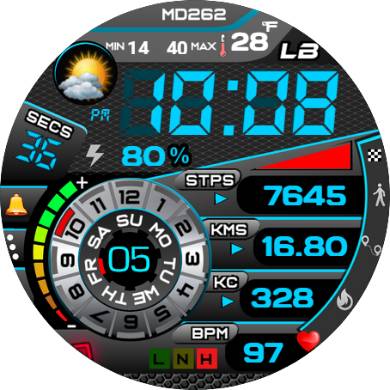 MD262
MIN 14 40 MAX 28 °F
LB
PM 10:08
SECS
36
80%
STPS
7645
KMS
16.80
KC
328
BPM
97
L N H
+
-
12 1 2 3 4 5 6 7 8 9 10 11
SU MO TU WE TH FR SA
05